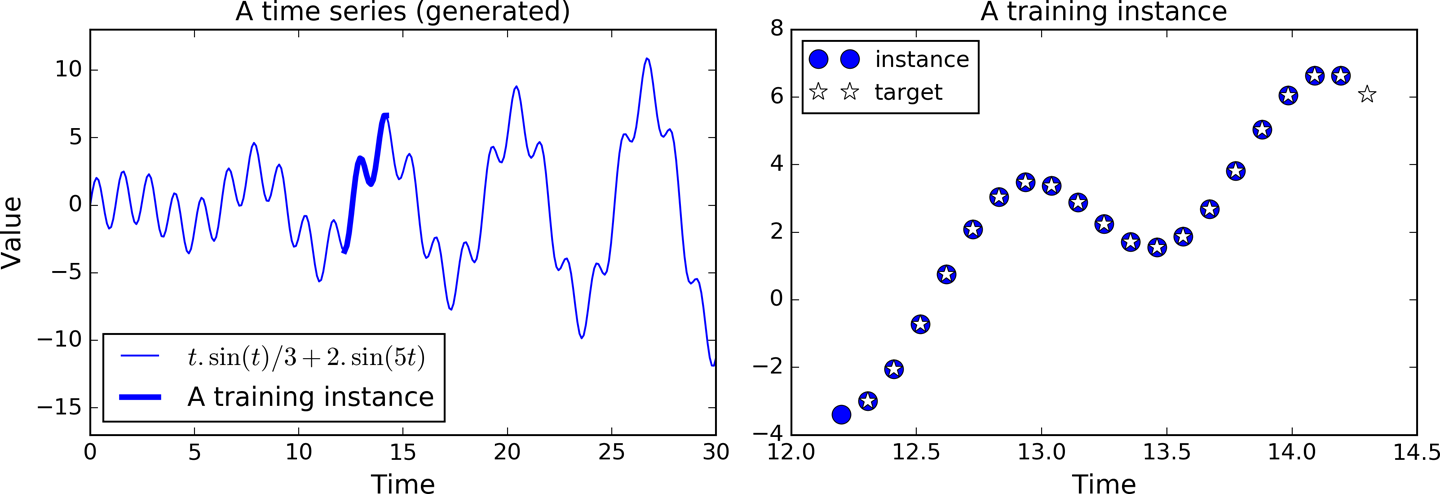 A time series (generated)
Value
10
5
0
−5
−10
−15
t.sin(t)/3 + 2.sin(5t)
A training instance
0 5 10 15 20 25 30
Time
A training instance
8
6
4
2
0
−2
−4
instance
target
12.0 12.5 13.0 13.5 14.0 14.5
Time